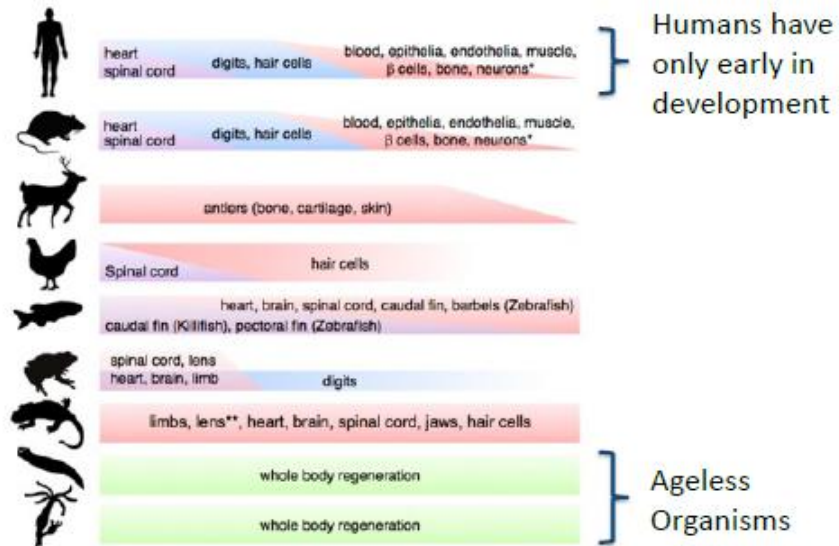 Humans have
only early in
development
heart
spinal cord
digits, hair cells
blood, epithelia, endothelia, muscle,
β cells, bone, neurons*
heart
spinal cord
digits, hair cells
blood, epithelia, endothelia, muscle,
β cells, bone, neurons*
antlers (bone, cartilage, skin)
Spinal cord
hair cells
heart, brain, spinal cord, caudal fin, barbels (Zebrafish)
caudal fin (Killifish), pectoral fin (Zebrafish)
spinal cord, lens
heart, brain, limb
digits
limbs, lens**, heart, brain, spinal cord, jaws, hair cells
whole body regeneration
whole body regeneration
Ageless
Organisms